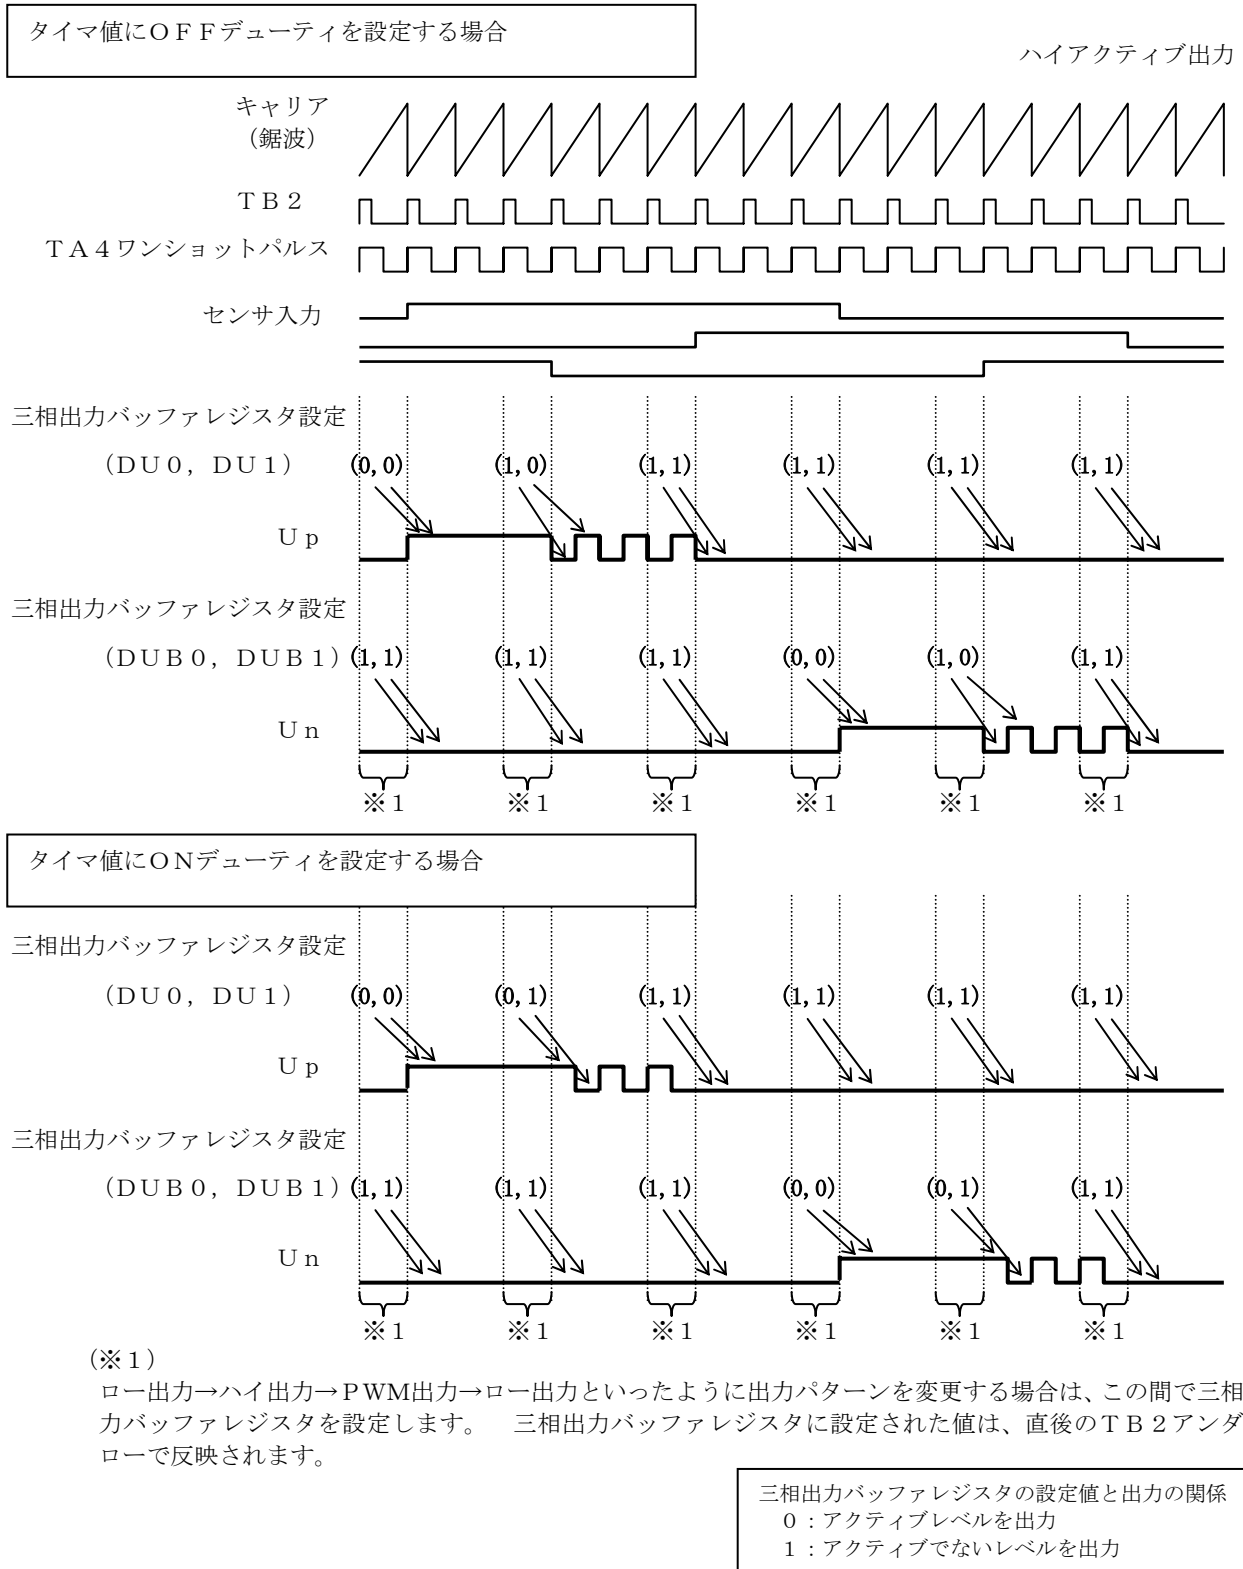 タイマ値にOFFデューティを設定する場合
ハイアクティブ出力
キャリア
(鋸波)
TB2
TA4ワンショットパルス
センサ入力
三相出力バッファレジスタ設定
(DU0, DU1) (0,0) (1,0) (1,1) (1,1) (1,1) (1,1)
Up
三相出力バッファレジスタ設定
(DUB0, DUB1) (1,1) (1,1) (1,1) (0,0) (1,0) (1,1)
Un
※1 ※1 ※1 ※1 ※1 ※1
タイマ値にONデューティを設定する場合
三相出力バッファレジスタ設定
(DU0, DU1) (0,0) (0,1) (1,1) (1,1) (1,1) (1,1)
Up
三相出力バッファレジスタ設定
(DUB0, DUB1) (1,1) (1,1) (1,1) (0,0) (0,1) (1,1)
Un
※1 ※1 ※1 ※1 ※1 ※1
(※1)
ロー出力→ハイ出力→PWM出力→ロー出力といったように出力パターンを変更する場合は、この間で三相
力バッファレジスタを設定します。 三相出力バッファレジスタに設定された値は、直後のTB2アンダ
ローで反映されます。
三相出力バッファレジスタの設定値と出力の関係
0:アクティブレベルを出力
1:アクティブでないレベルを出力